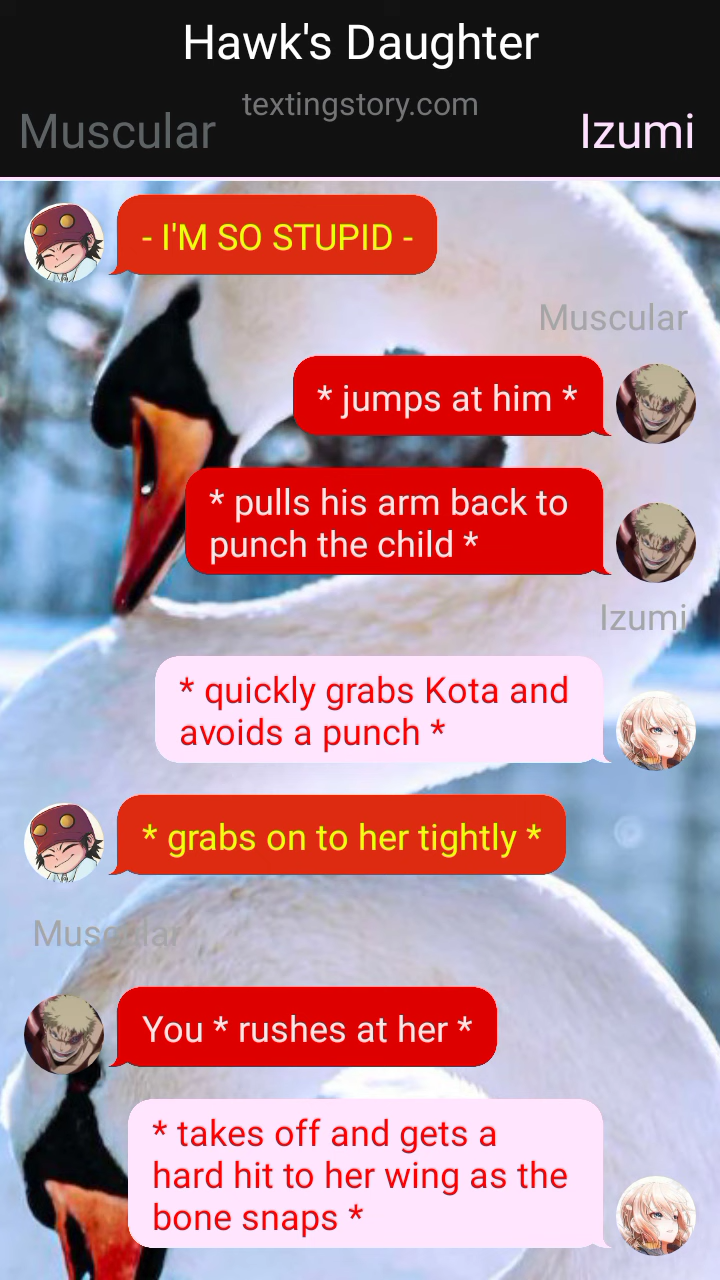 Hawk's Daughter
textingstory.com
Muscular
Izumi
- I'M SO STUPID -
Muscular
* jumps at him *
* pulls his arm back to
punch the child *
Izumi
* quickly grabs Kota and
avoids a punch *
* grabs on to her tightly *
Muscular
You * rushes at her *
* takes off and gets a
hard hit to her wing as the
bone snaps *